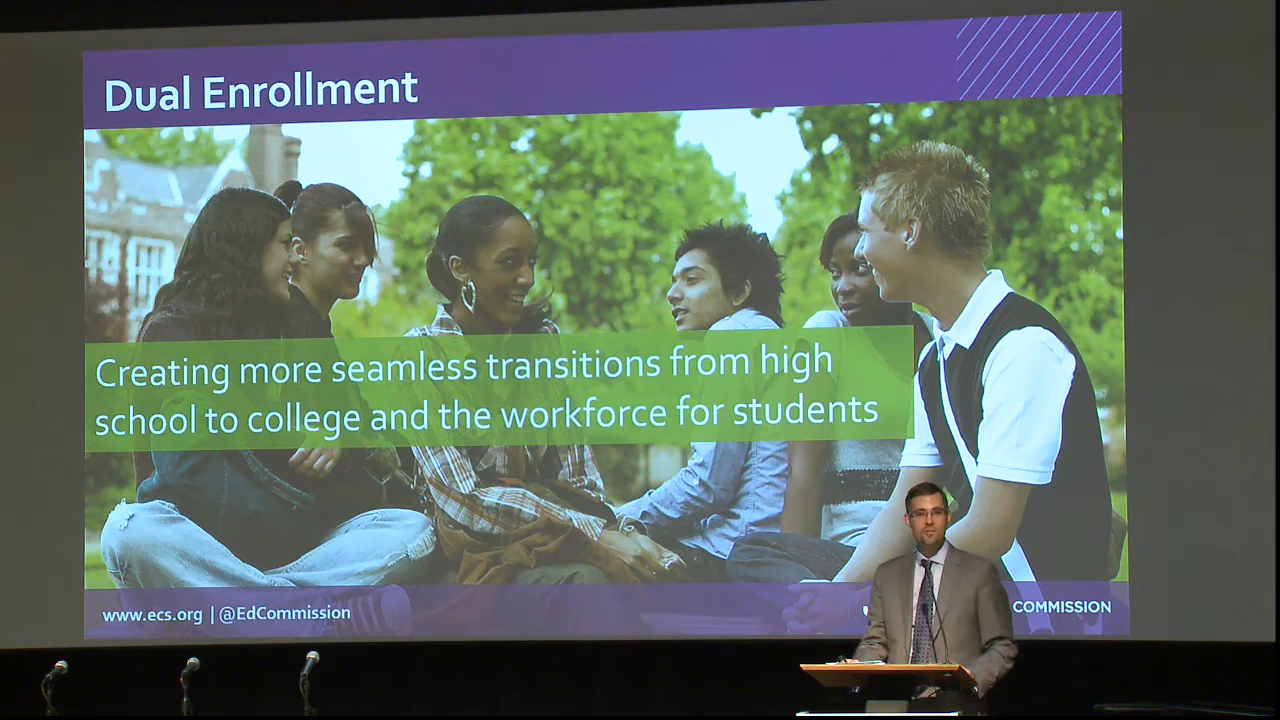 Dual Enrollment
Creating more seamless transitions from high
school to college and the workforce for students
www.ecs.org | @EdCommission
COMMISSION